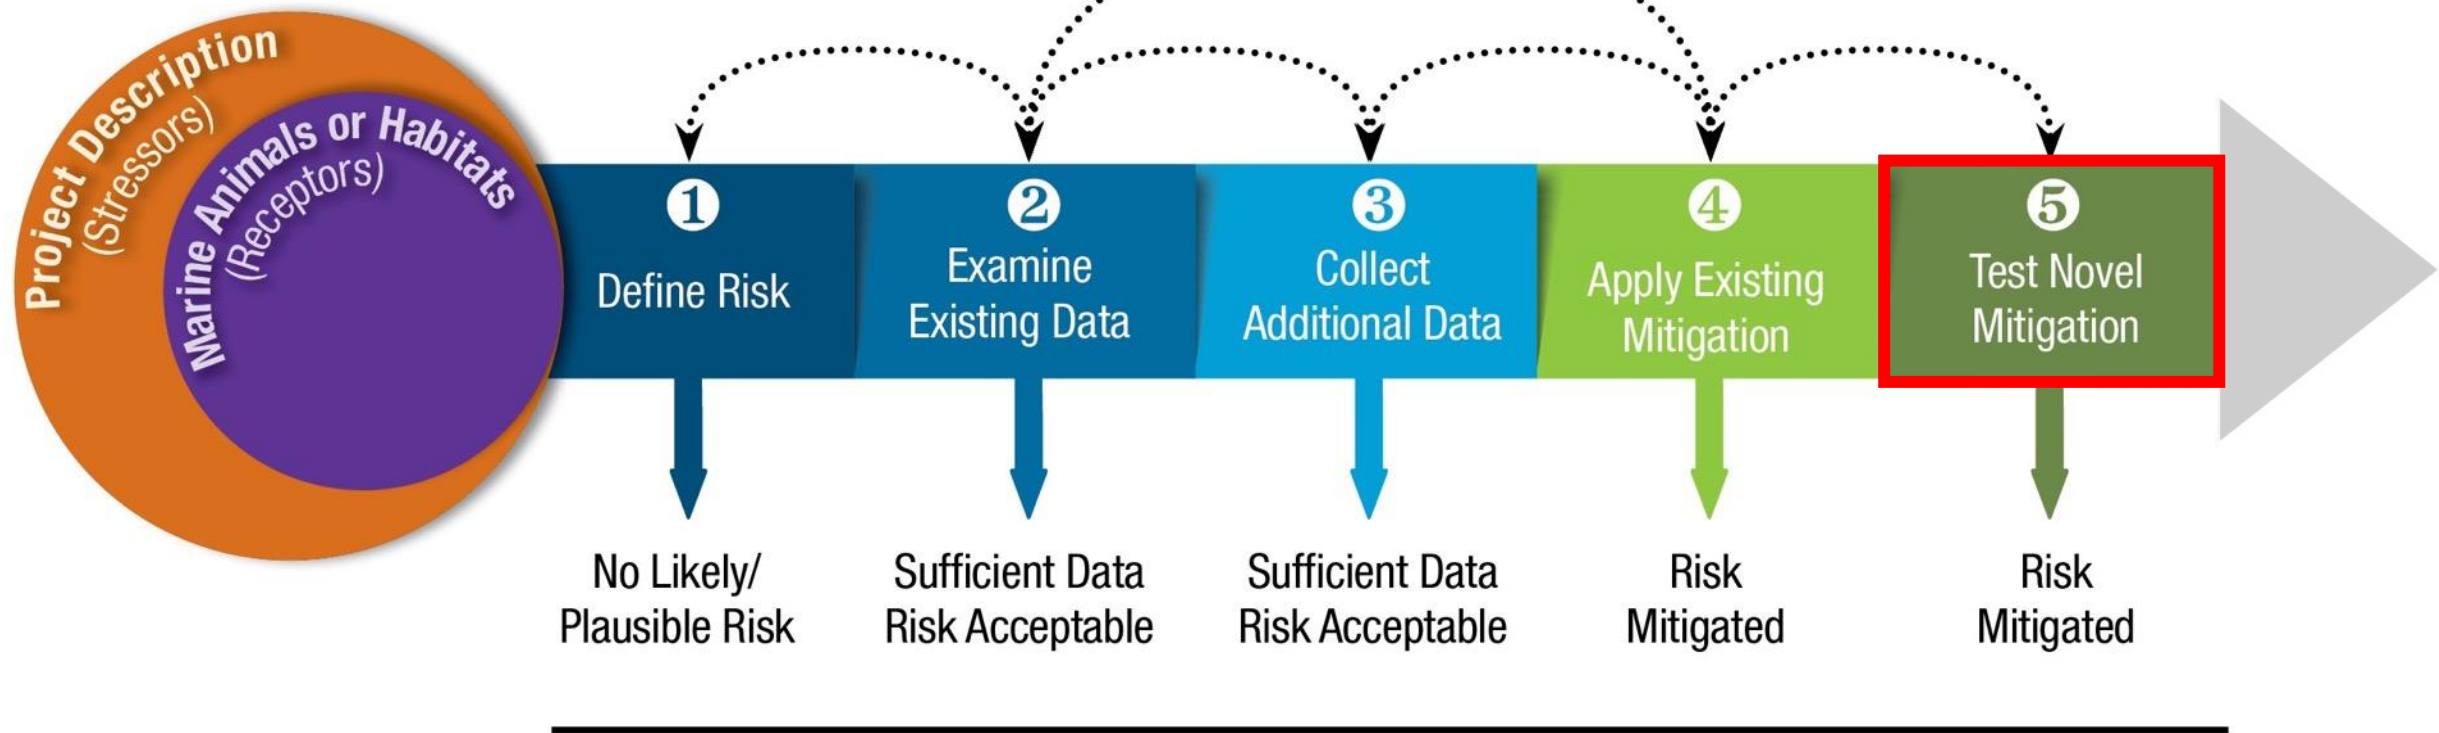 Project Description
(Stressors)
Marine Animals or Habitats
(Receptors)
1
Define Risk
2
Examine
Existing Data
3
Collect
Additional Data
4
Apply Existing
Mitigation
5
Test Novel
Mitigation
No Likely/
Plausible Risk
Sufficient Data
Risk Acceptable
Sufficient Data
Risk Acceptable
Risk
Mitigated
Risk
Mitigated